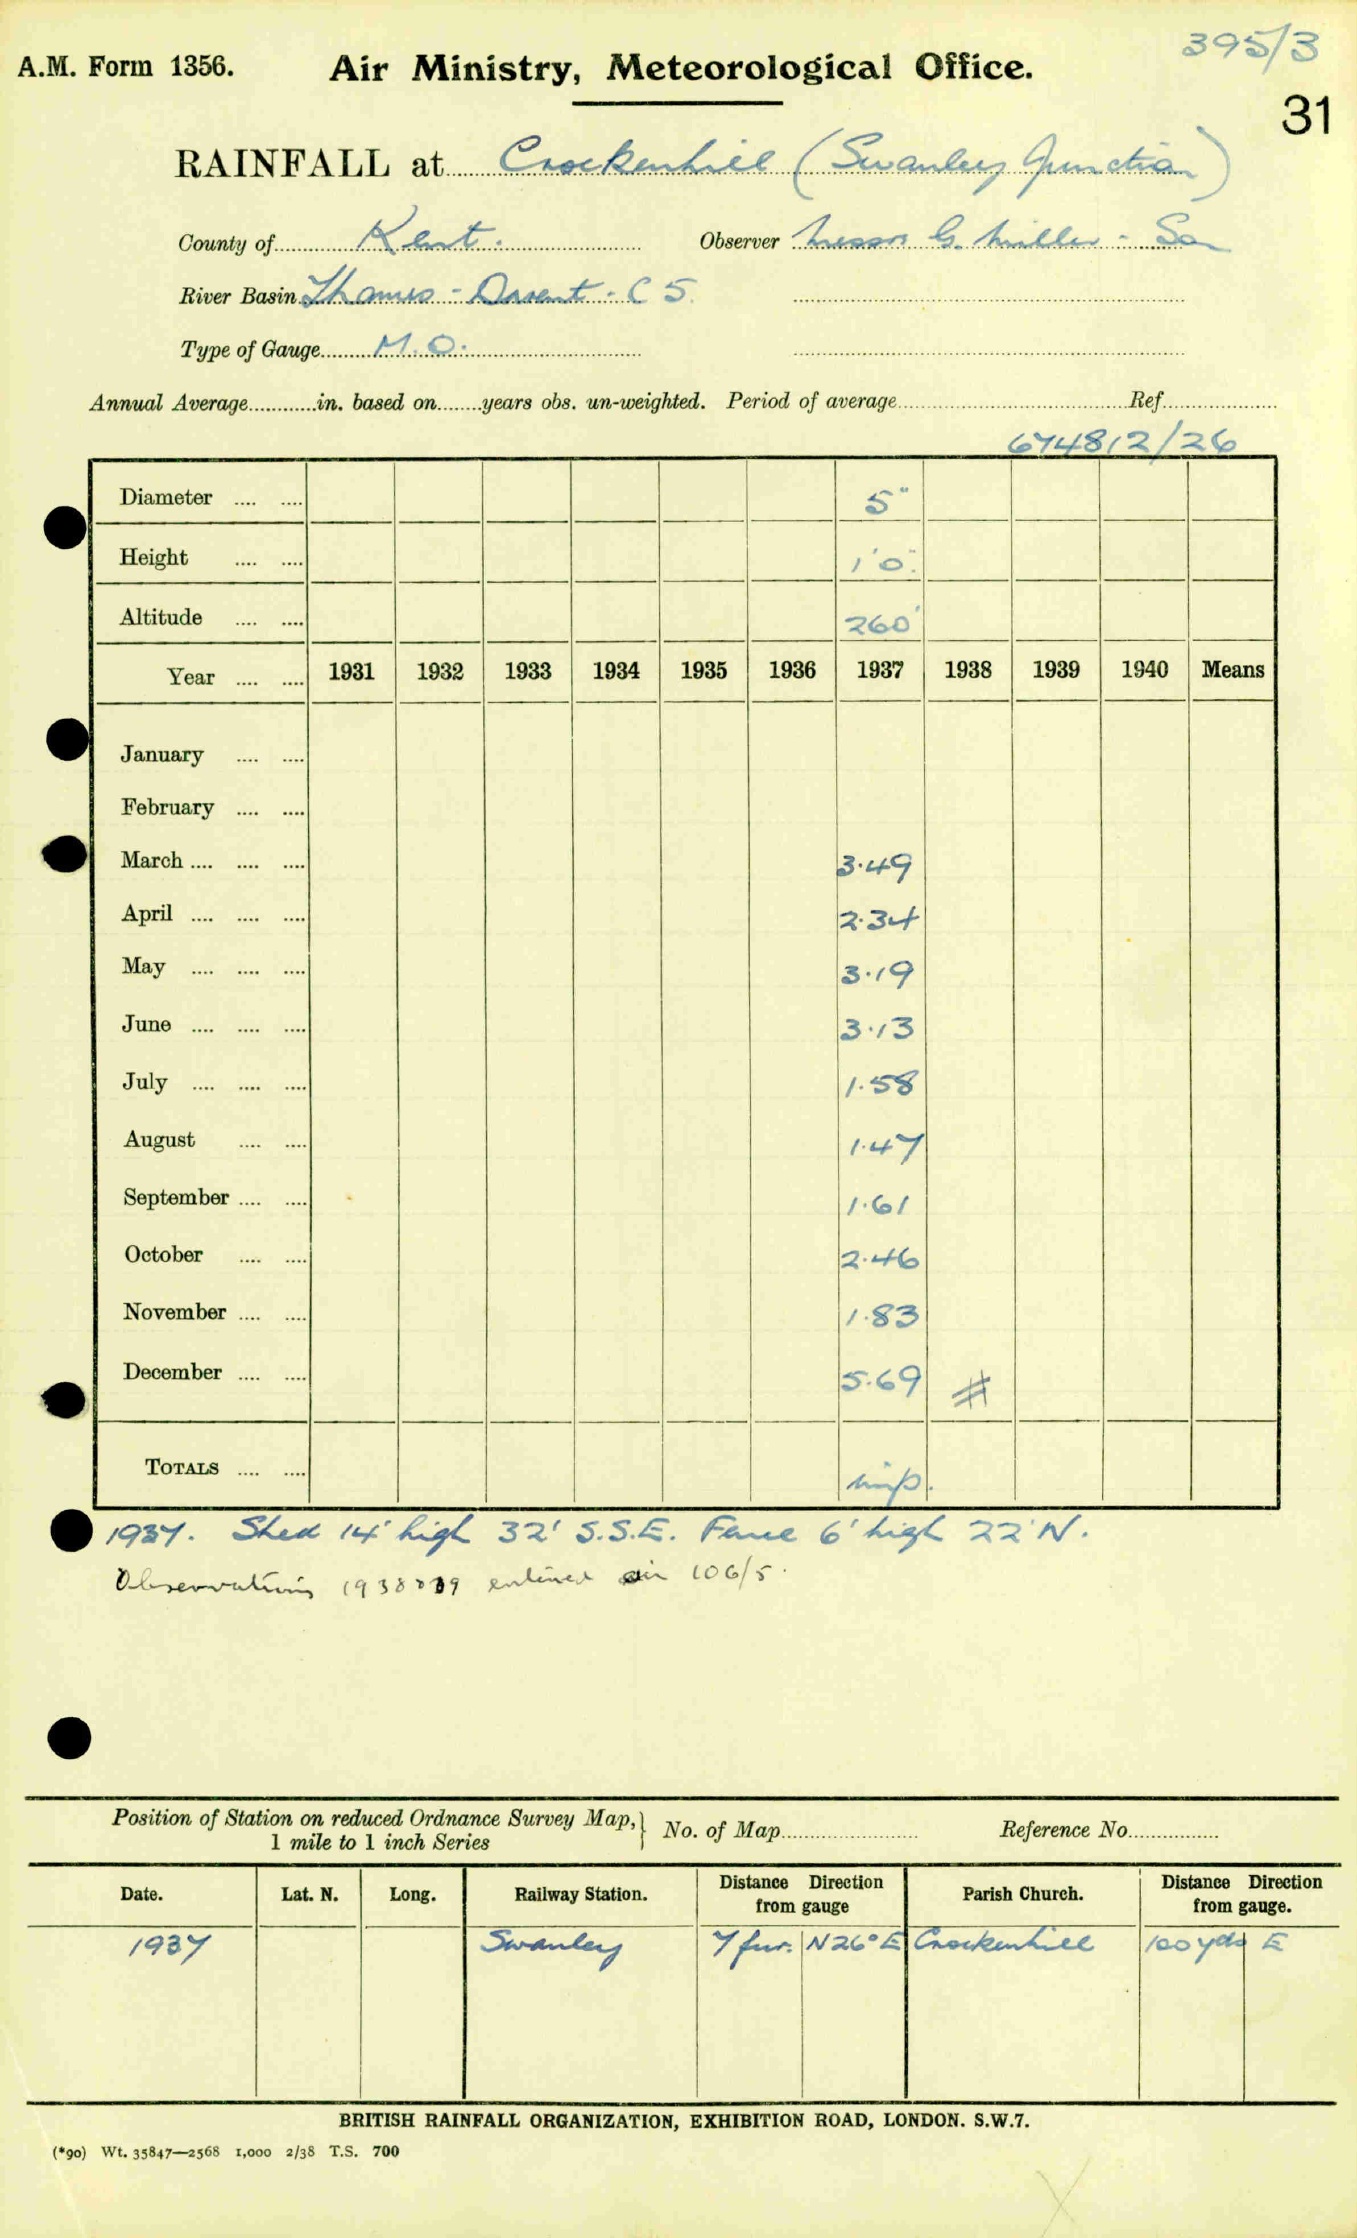 395/3
A.M. Form 1356. Air Ministry, Meteorological Office.
31
RAINFALL at Crockenhill (Swanley Junction)
County of Kent. Observer Messrs G. Miller - Son
River Basin Thames - Darent - C 5.
Type of Gauge M.O.
Annual Average in. based on years obs. un-weighted. Period of average Ref.
674812/26
Diameter 5"
Height 1'0"
Altitude 260'
Year 1931 1932 1933 1934 1935 1936 1937 1938 1939 1940 Means
January
February
March 3.49
April 2.34
May 3.19
June 3.13
July 1.58
August 1.47
September 1.61
October 2.46
November 1.83
December 5.69 #
TOTALS imp.
1937. Shed 14' high 32' S.S.E. Fence 6' high 22' N.
Observations 1938 39 entered in 106/5.
Position of Station on reduced Ordnance Survey Map, } No. of Map Reference No.
1 mile to 1 inch Series
Date. Lat. N. Long. Railway Station. Distance Direction from gauge Parish Church. Distance Direction from gauge.
1937 Swanley 7 fur. N26°E Crockenhill 100 yds E
BRITISH RAINFALL ORGANIZATION, EXHIBITION ROAD, LONDON. S.W.7.
(*90) Wt. 35847—2568 1,000 2/38 T.S. 700